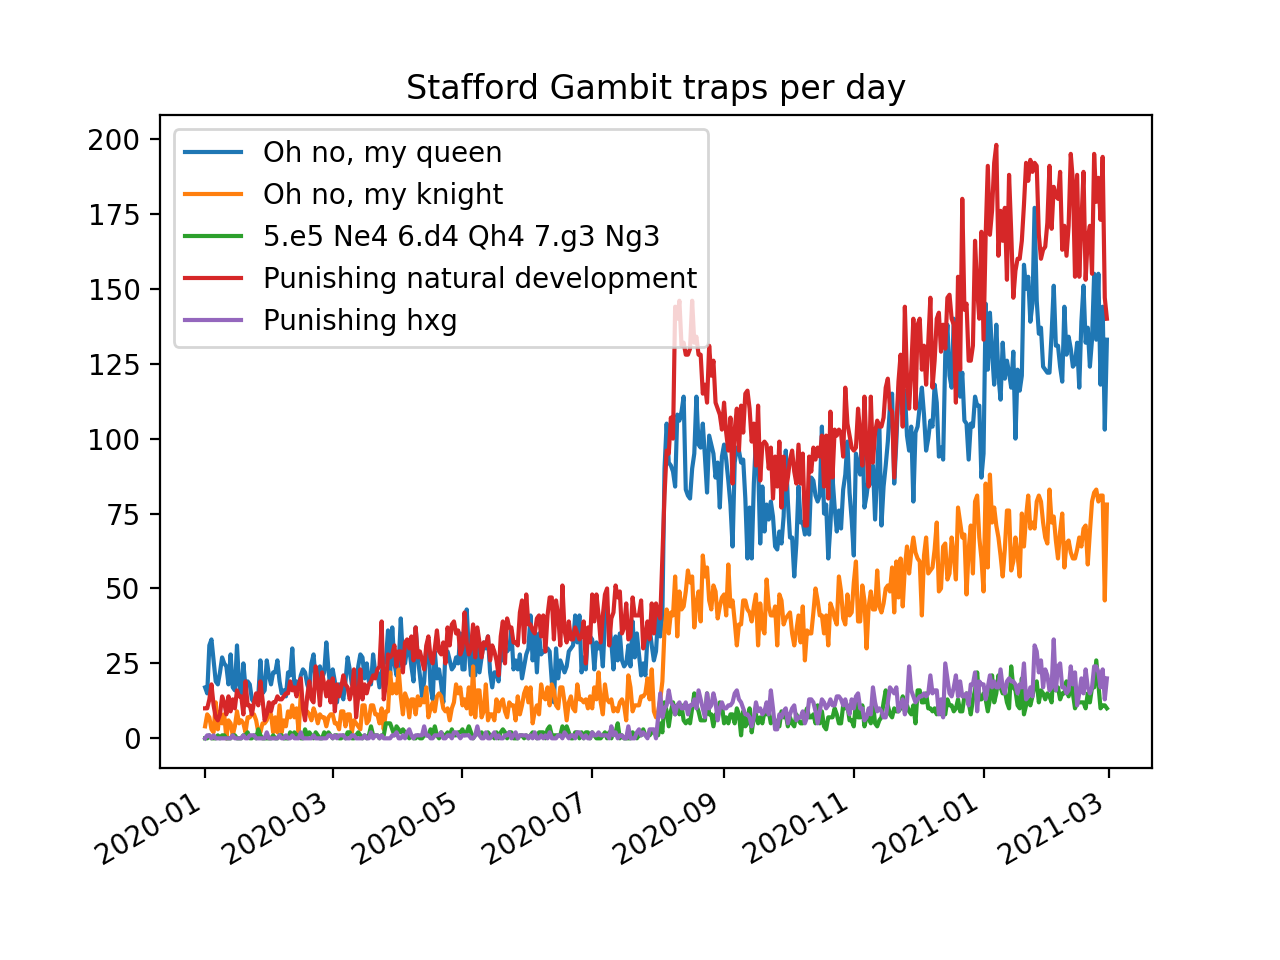 Stafford Gambit traps per day
200
175
150
125
100
75
50
25
0
Oh no, my queen
Oh no, my knight
5.e5 Ne4 6.d4 Qh4 7.g3 Ng3
Punishing natural development
Punishing hxg
2020-01
2020-03
2020-05
2020-07
2020-09
2020-11
2021-01
2021-03